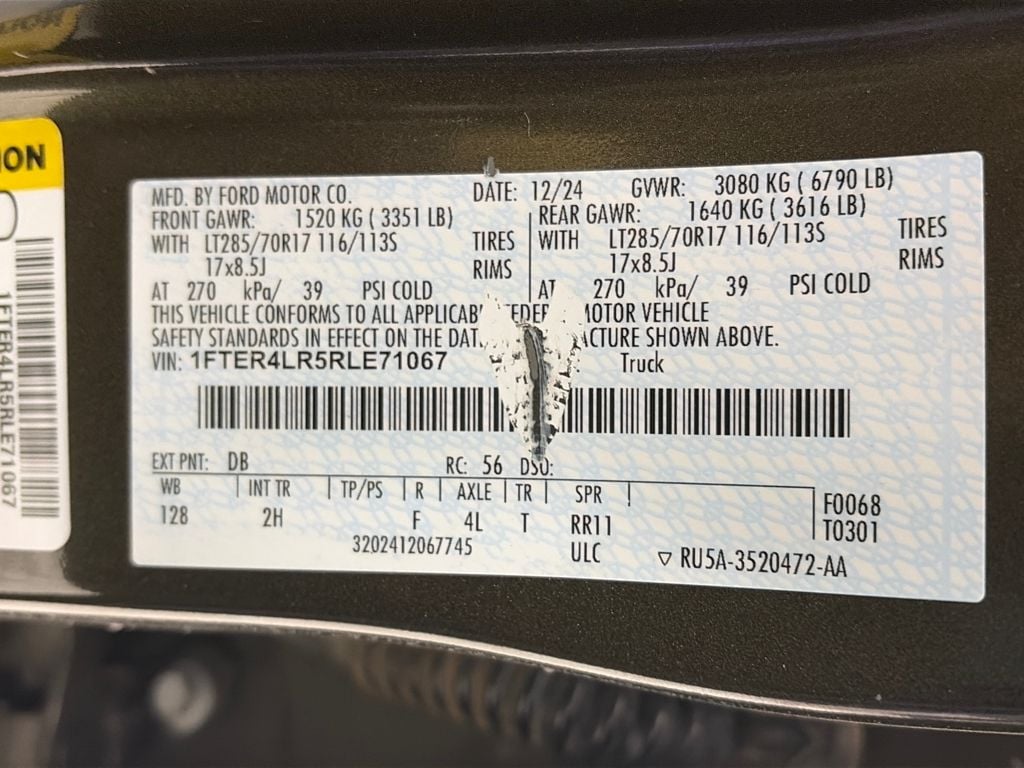 MFD. BY FORD MOTOR CO. DATE: 12/24 GVWR: 3080 KG ( 6790 LB)
FRONT GAWR: 1520 KG ( 3351 LB) REAR GAWR: 1640 KG ( 3616 LB)
WITH LT285/70R17 116/113S TIRES WITH LT285/70R17 116/113S TIRES
17x8.5J RIMS 17x8.5J RIMS
AT 270 kPa/ 39 PSI COLD AT 270 kPa/ 39 PSI COLD
THIS VEHICLE CONFORMS TO ALL MOTOR VEHICLE
SAFETY STANDARDS IN EFFECT ON THE SHOWN ABOVE.
VIN: 1FTER4LR5RLE71067 Truck
EXT PNT: DB RC: 56 DSO:
WB INT TR TP/PS R AXLE TR SPR F0068
128 2H F 4L T RR11 T0301
3202412067745 ULC RU5A-3520472-AA
1FTER4LR5RLE71067